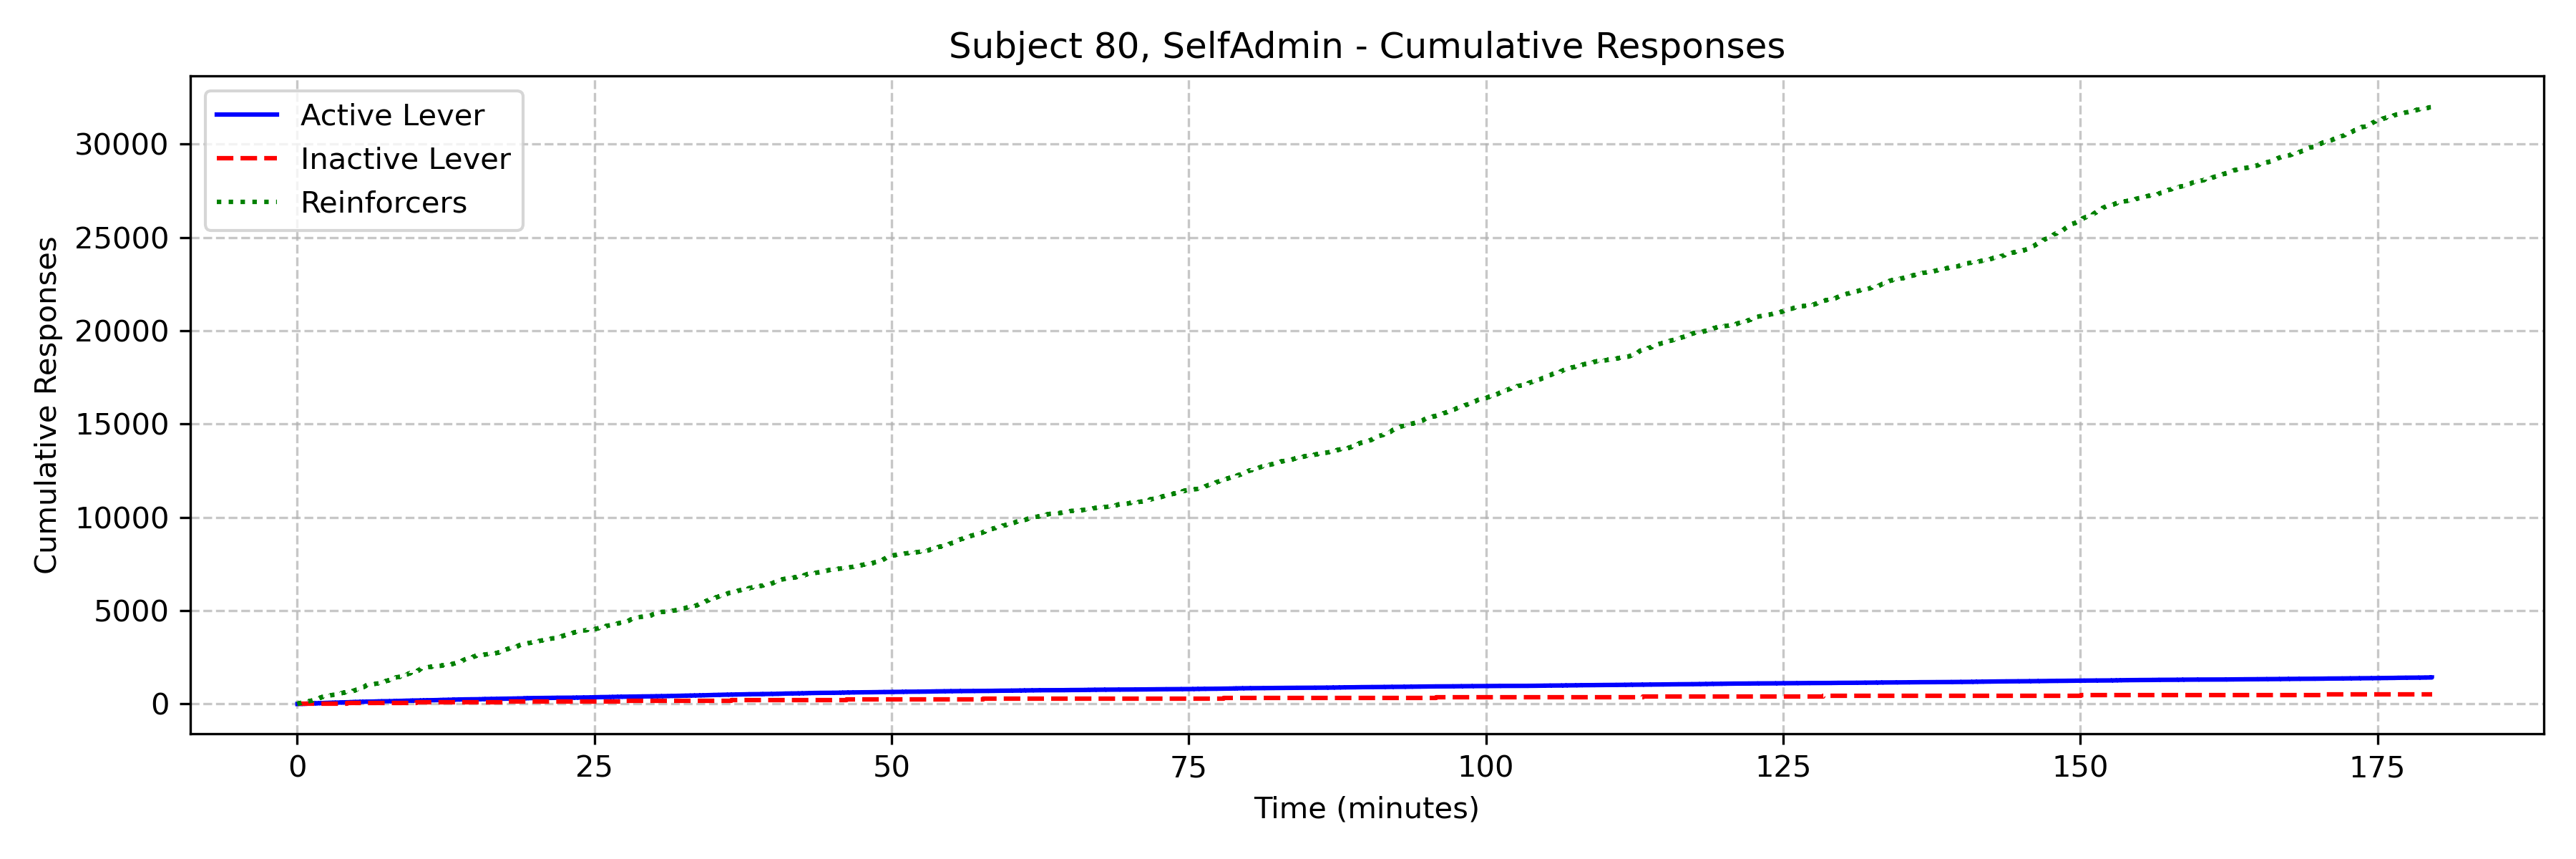 Subject 80, SelfAdmin - Cumulative Responses
Active Lever
Inactive Lever
Reinforcers
Cumulative Responses
30000
25000
20000
15000
10000
5000
0
0 25 50 75 100 125 150 175
Time (minutes)